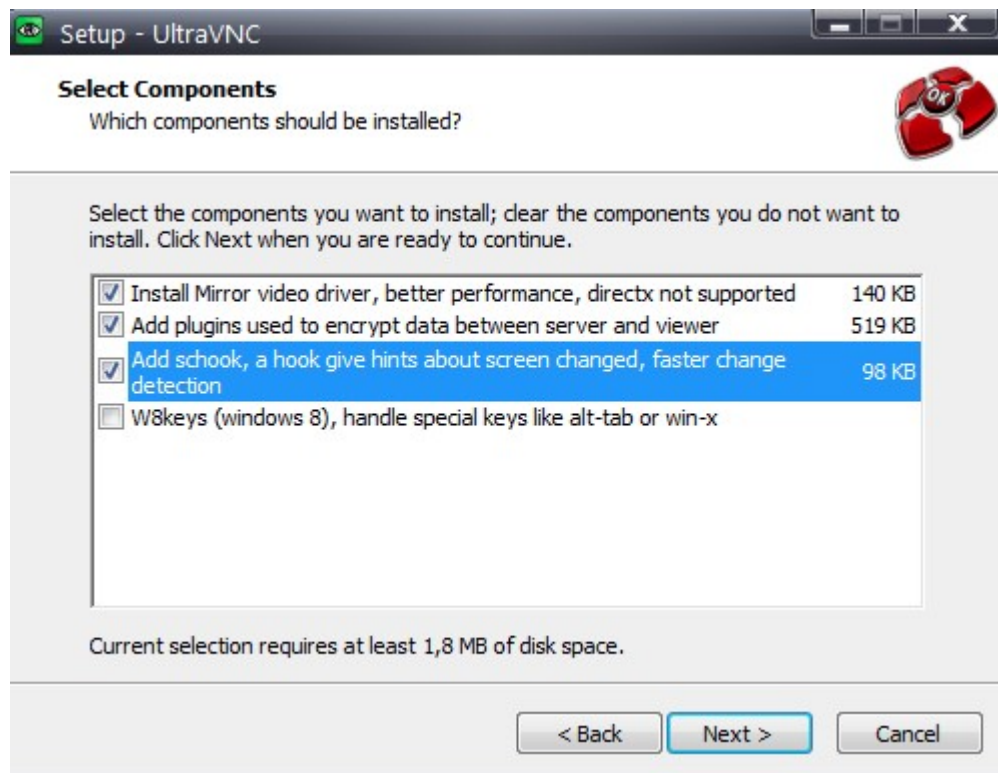 Setup - UltraVNC
Select Components
Which components should be installed?
OK
Select the components you want to install; clear the components you do not want to
install. Click Next when you are ready to continue.
Install Mirror video driver, better performance, directx not supported 140 KB
Add plugins used to encrypt data between server and viewer 519 KB
Add schook, a hook give hints about screen changed, faster change
detection 98 KB
W8keys (windows 8), handle special keys like alt-tab or win-x
Current selection requires at least 1,8 MB of disk space.
< Back Next > Cancel